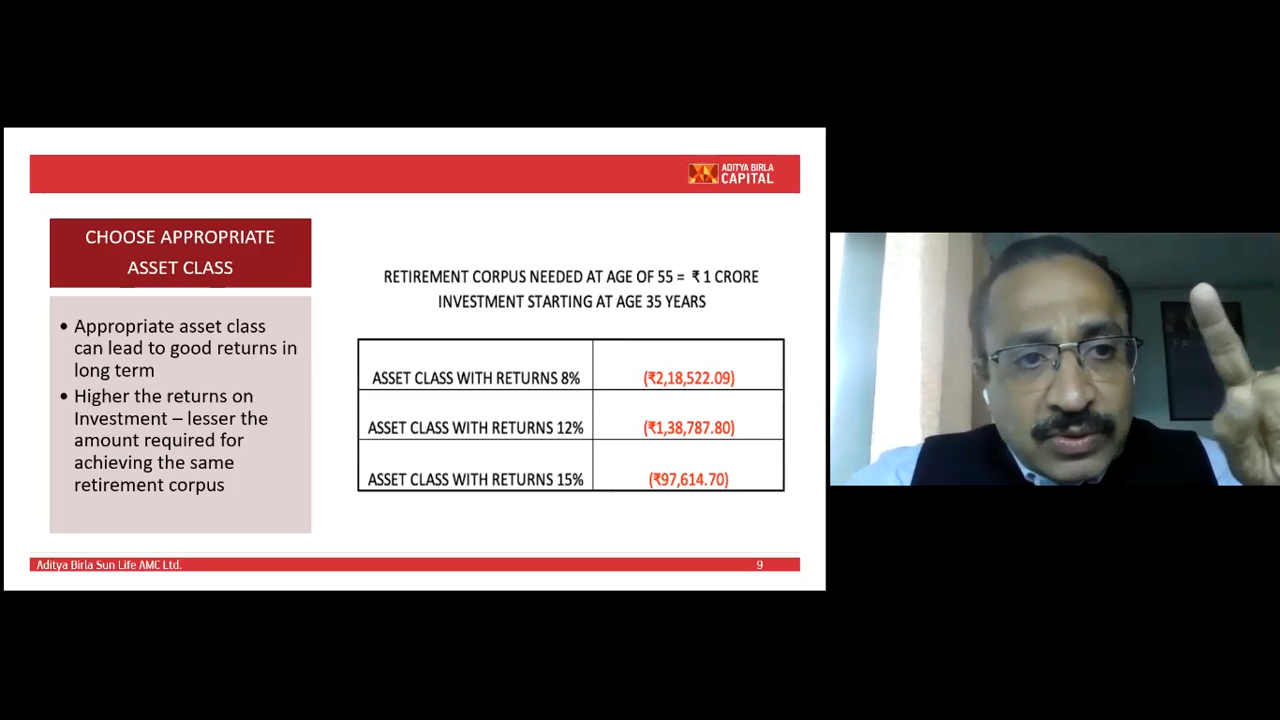 ADITYA BIRLA
CAPITAL
CHOOSE APPROPRIATE
ASSET CLASS
• Appropriate asset class
can lead to good returns in
long term
• Higher the returns on
Investment – lesser the
amount required for
achieving the same
retirement corpus
RETIREMENT CORPUS NEEDED AT AGE OF 55 = ₹ 1 CRORE
INVESTMENT STARTING AT AGE 35 YEARS
ASSET CLASS WITH RETURNS 8% (₹2,18,522.09)
ASSET CLASS WITH RETURNS 12% (₹1,38,787.80)
ASSET CLASS WITH RETURNS 15% (₹97,614.70)
Aditya Birla Sun Life AMC Ltd. 9